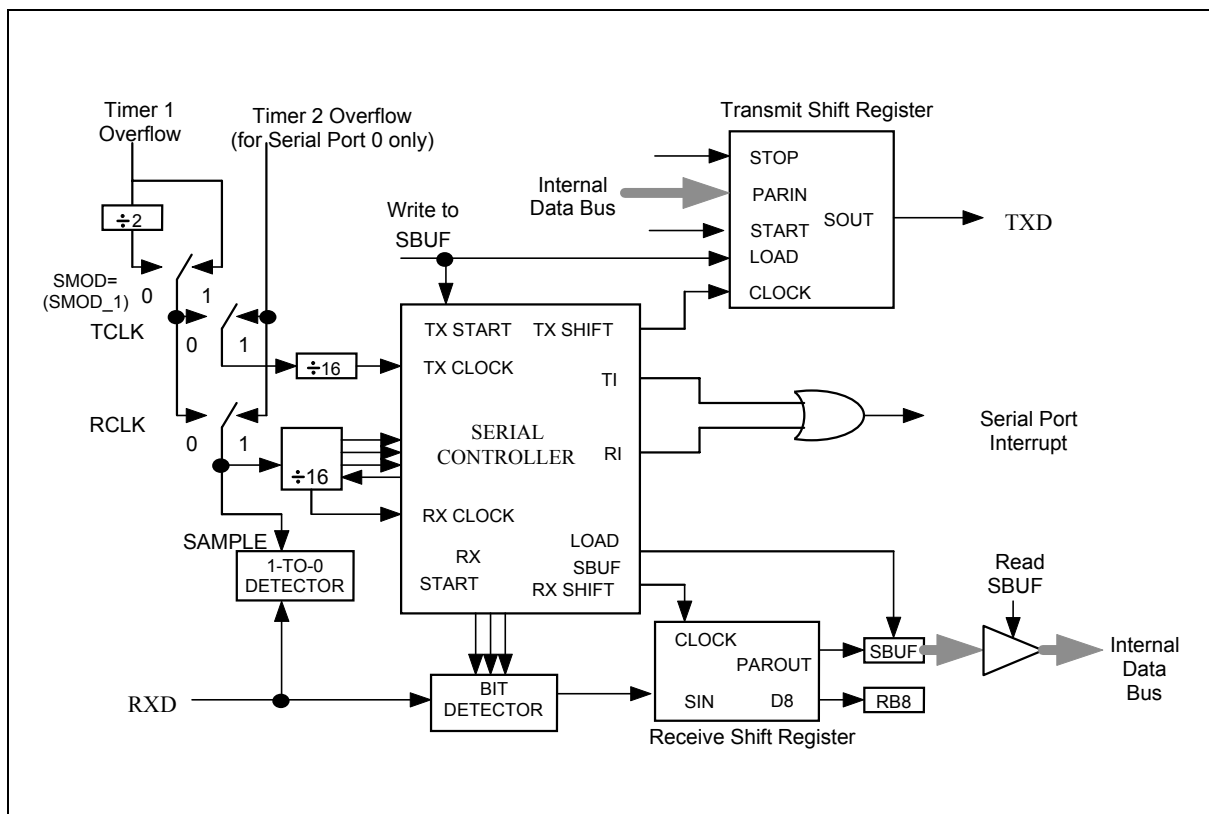 Timer 1
Overflow
Timer 2 Overflow
(for Serial Port 0 only)
Transmit Shift Register
÷2
Write to
SBUF
Internal
Data Bus
STOP
PARIN
SOUT
START
LOAD
CLOCK
TXD
SMOD=
(SMOD_1)
0
1
TCLK
0
1
÷16
TX START
TX SHIFT
TX CLOCK
TI
SERIAL
CONTROLLER
RI
RX CLOCK
LOAD
SBUF
RX
START
RX SHIFT
Serial Port
Interrupt
RCLK
0
1
÷16
SAMPLE
1-TO-0
DETECTOR
Read
SBUF
CLOCK
PAROUT
SIN
D8
SBUF
RB8
Internal
Data
Bus
RXD
BIT
DETECTOR
Receive Shift Register